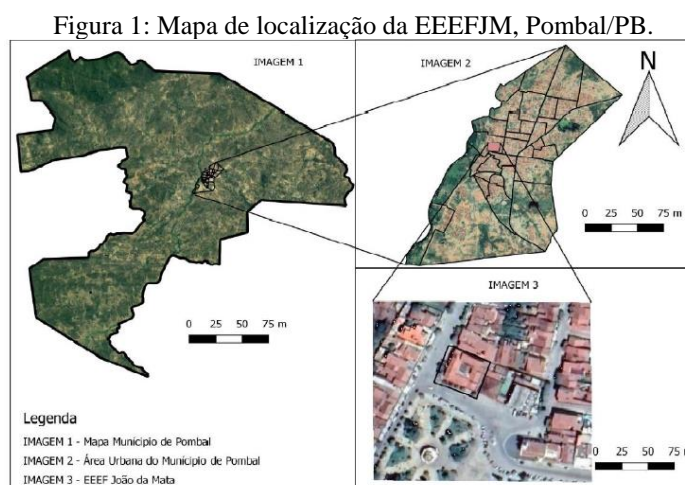 Figura 1: Mapa de localização da EEEFJM, Pombal/PB.
IMAGEM 1
IMAGEM 2
N
0 25 50 75 m
0 25 50 75 m
IMAGEM 3
0 25 50 75 m
Legenda
IMAGEM 1 - Mapa Município de Pombal
IMAGEM 2 - Área Urbana do Município de Pombal
IMAGEM 3 - EEEF João da Mata